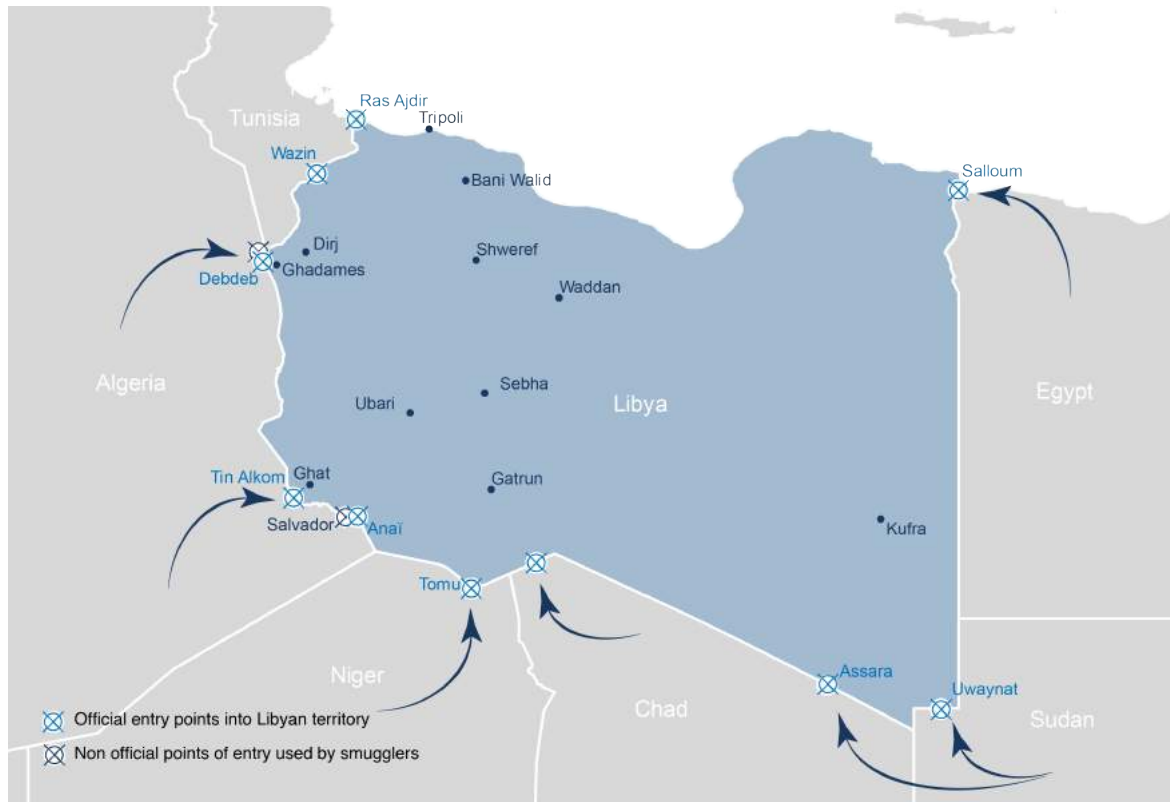 Ras Ajdir
Tripoli
Tunisia
Wazin
Salloum
Bani Walid
Dirj
Shweref
Ghadames
Debdeb
Waddan
Algeria
Sebha
Ubari
Libya
Egypt
Tin Alkom
Ghat
Gatrun
Salvador
Anaï
Kufra
Tomu
Niger
Assara
Uwaynat
Chad
Sudan
Official entry points into Libyan territory
Non official points of entry used by smugglers